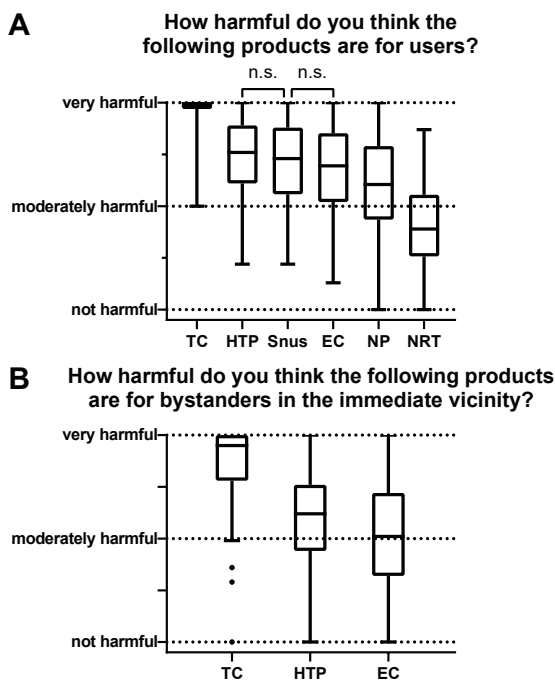 A
How harmful do you think the
following products are for users?
n.s. n.s.
very harmful
moderately harmful
not harmful
TC HTP Snus EC NP NRT
B
How harmful do you think the following products
are for bystanders in the immediate vicinity?
very harmful
moderately harmful
not harmful
TC HTP EC